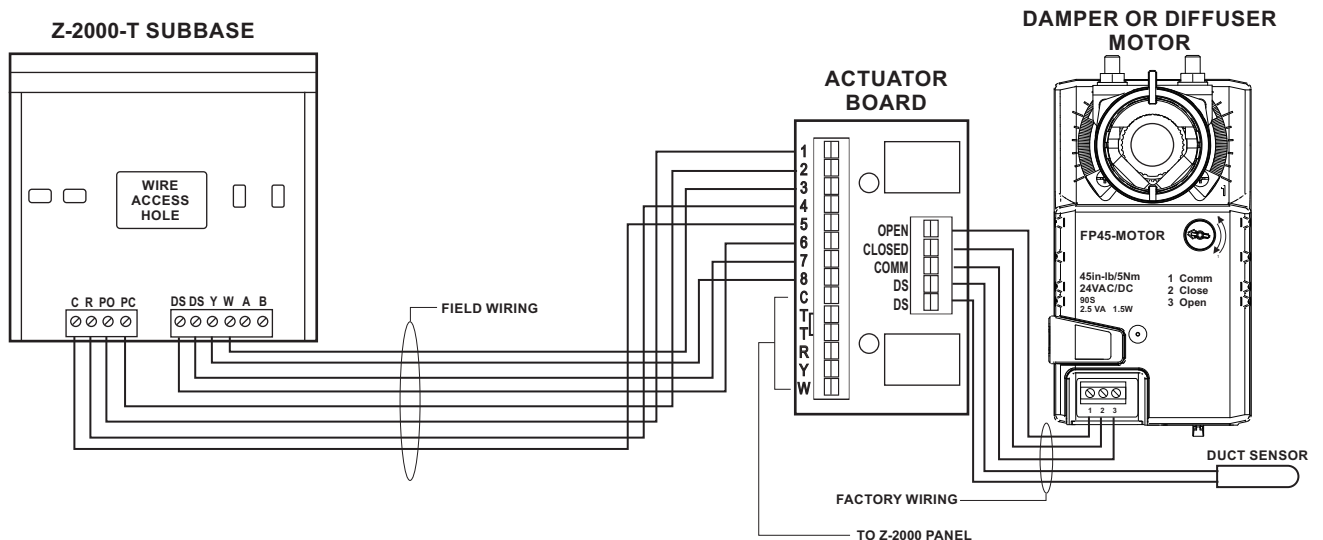 Z-2000-T SUBBASE
WIRE
ACCESS
HOLE
C R PO PC
DS DS Y W A B
FIELD WIRING
ACTUATOR
BOARD
1
2
3
4
5
6
7
8
C
T
T
R
Y
W
OPEN
CLOSED
COMM
DS
DS
DAMPER OR DIFFUSER
MOTOR
FP45-MOTOR
45in-lb/5Nm
24VAC/DC
90S
2.5 VA 1.5W
1 Comm
2 Close
3 Open
1 2 3
DUCT SENSOR
FACTORY WIRING
TO Z-2000 PANEL